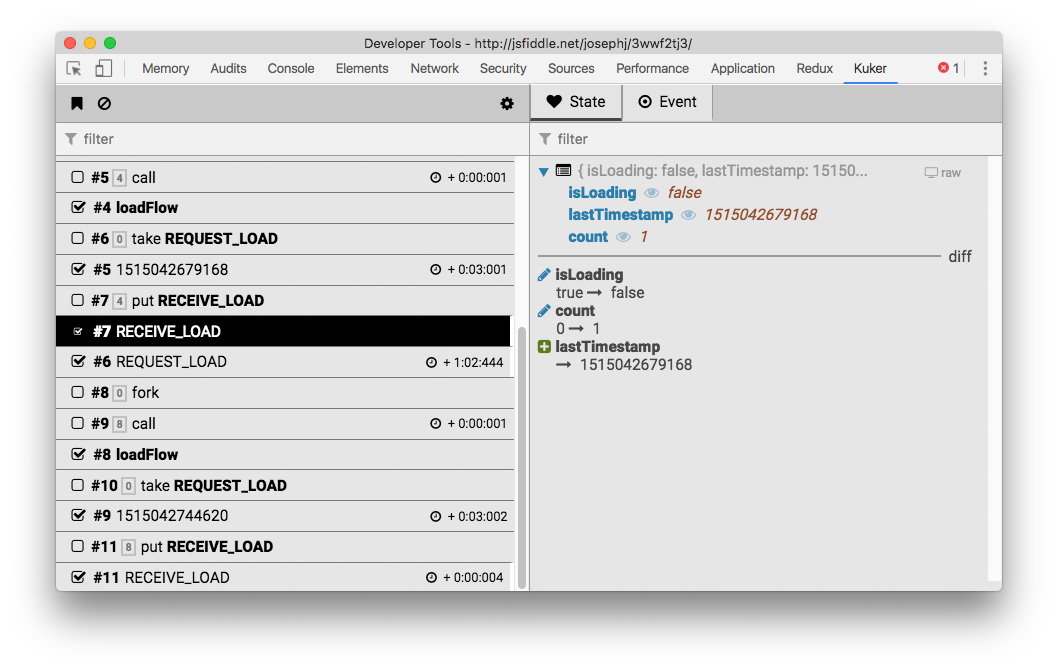 Developer Tools - http://jsfiddle.net/josephj/3wwf2tj3/
Memory Audits Console Elements Network Security Sources Performance Application Redux Kuker 1
State Event
filter
#5 4 call + 0:00:001
#4 loadFlow
#6 0 take REQUEST_LOAD
#5 1515042679168 + 0:03:001
#7 4 put RECEIVE_LOAD
#7 RECEIVE_LOAD
#6 REQUEST_LOAD + 1:02:444
#8 0 fork
#9 8 call + 0:00:001
#8 loadFlow
#10 0 take REQUEST_LOAD
#9 1515042744620 + 0:03:002
#11 8 put RECEIVE_LOAD
#11 RECEIVE_LOAD + 0:00:004
filter
{ isLoading: false, lastTimestamp: 15150... raw
isLoading false
lastTimestamp 1515042679168
count 1
diff
isLoading
true → false
count
0 → 1
lastTimestamp
→ 1515042679168